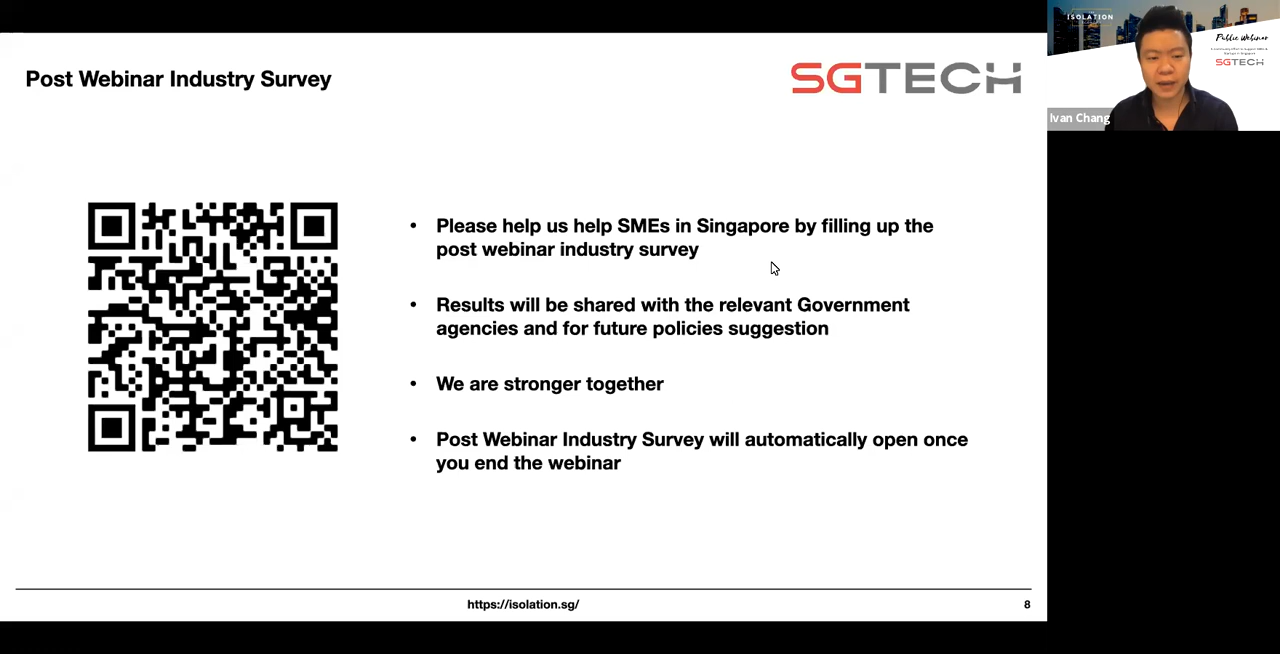 Post Webinar Industry Survey
SGTECH
• Please help us help SMEs in Singapore by filling up the
post webinar industry survey
• Results will be shared with the relevant Government
agencies and for future policies suggestion
• We are stronger together
• Post Webinar Industry Survey will automatically open once
you end the webinar
https://isolation.sg/
8
ISOLATION
Public Webinar
SGTECH
Ivan Chang